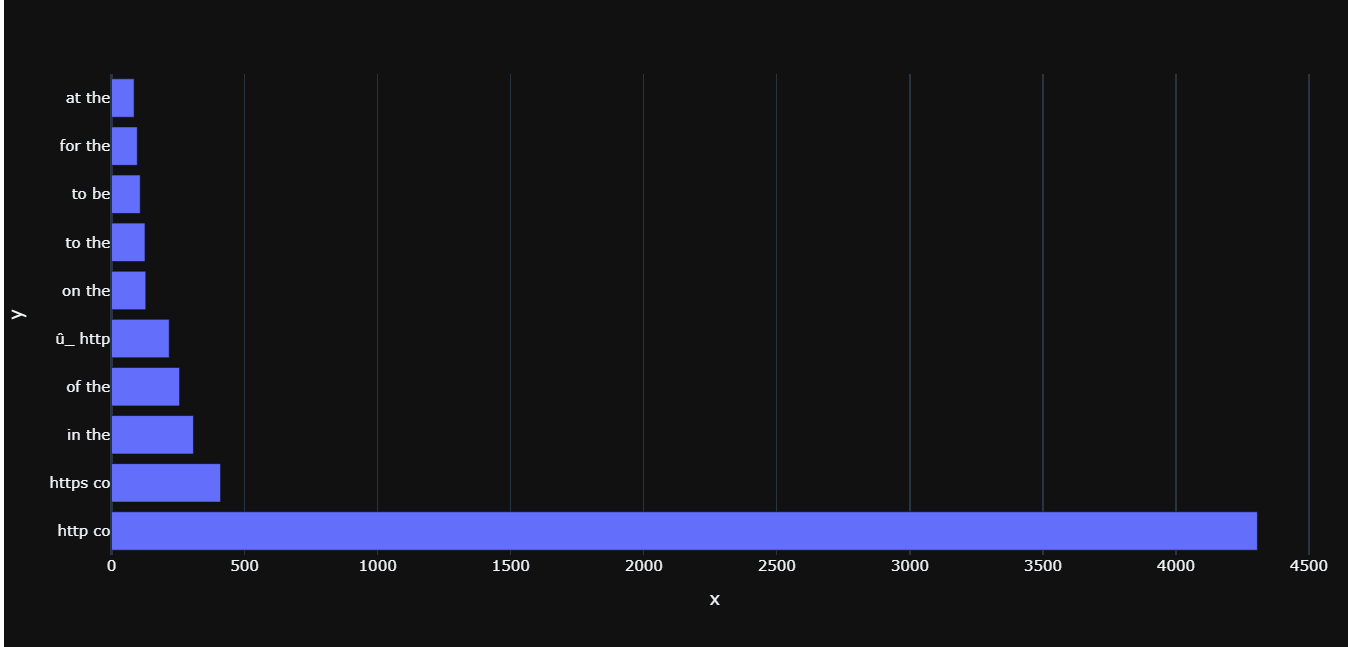 at the
for the
to be
to the
on the
û_ http
of the
in the
https co
http co
y
0 500 1000 1500 2000 2500 3000 3500 4000 4500
x